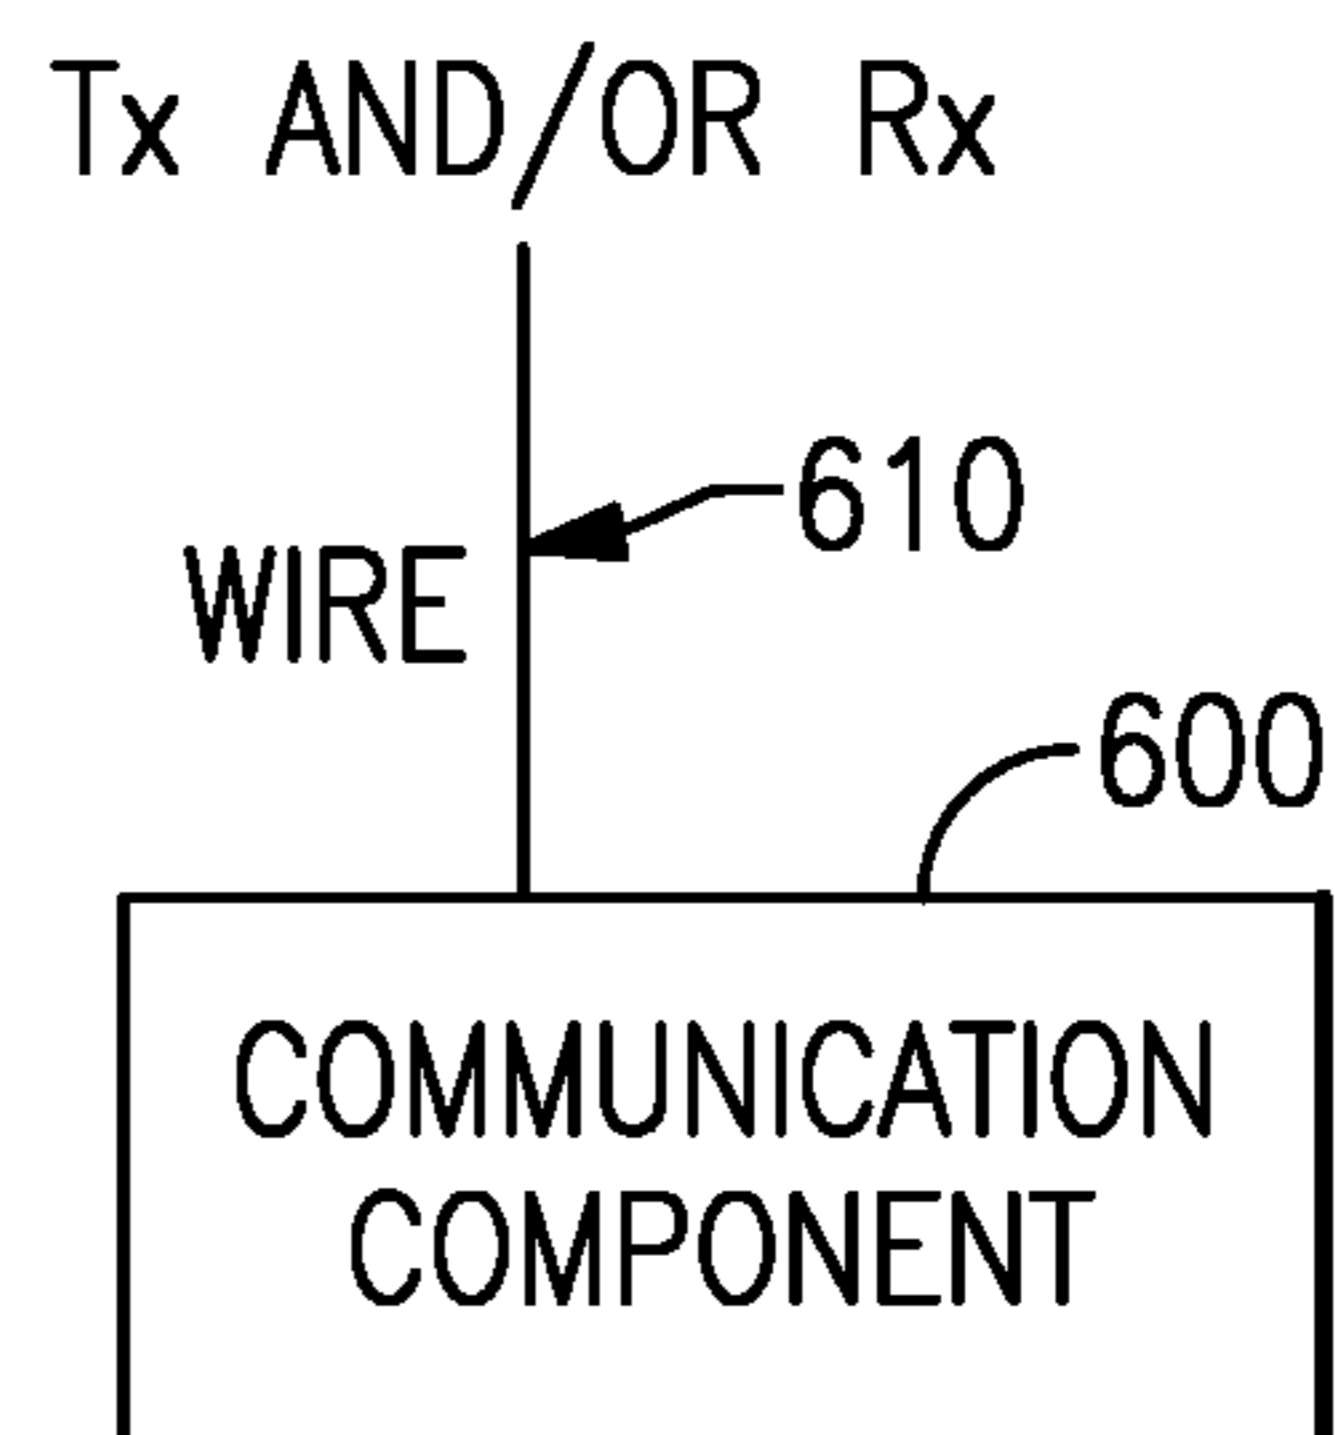 Tx AND/OR Rx
610
WIRE
600
COMMUNICATION
COMPONENT